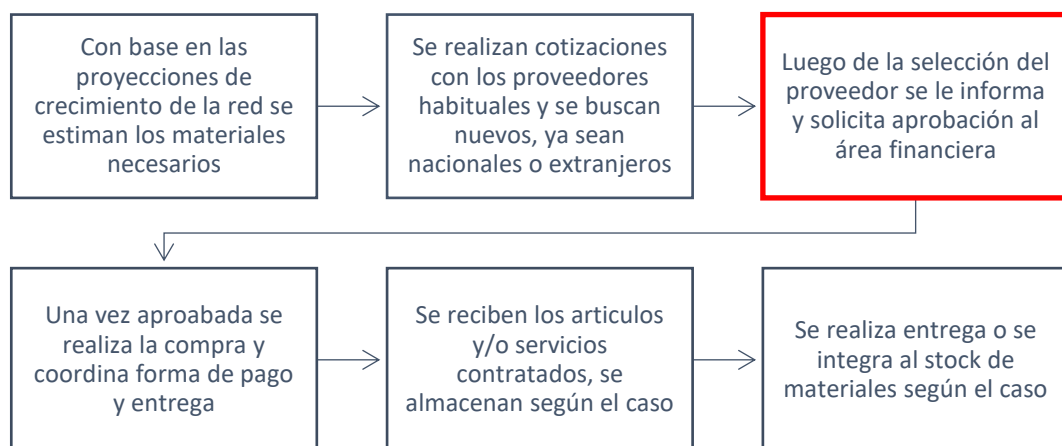 Con base en las
proyecciones de
crecimiento de la red se
estiman los materiales
necesarios
Se realizan cotizaciones
con los proveedores
habituales y se buscan
nuevos, ya sean
nacionales o extranjeros
Luego de la selección del
proveedor se le informa
y solicita aprobación al
área financiera
Una vez aproabada se
realiza la compra y
coordina forma de pago
y entrega
Se reciben los articulos
y/o servicios
contratados, se
almacenan según el caso
Se realiza entrega o se
integra al stock de
materiales según el caso